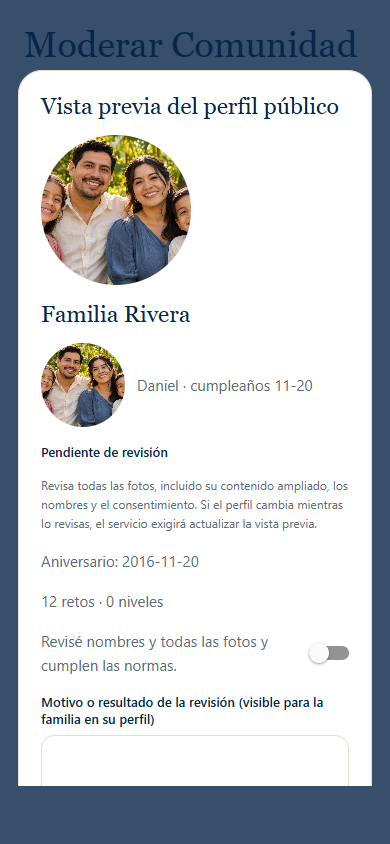 Moderar Comunidad
Vista previa del perfil público
Familia Rivera
Daniel · cumpleaños 11-20
Pendiente de revisión
Revisa todas las fotos, incluido su contenido ampliado, los
nombres y el consentimiento. Si el perfil cambia mientras
lo revisas, el servicio exigirá actualizar la vista previa.
Aniversario: 2016-11-20
12 retos · 0 niveles
Revisé nombres y todas las fotos y
cumplen las normas.
Motivo o resultado de la revisión (visible para la
familia en su perfil)